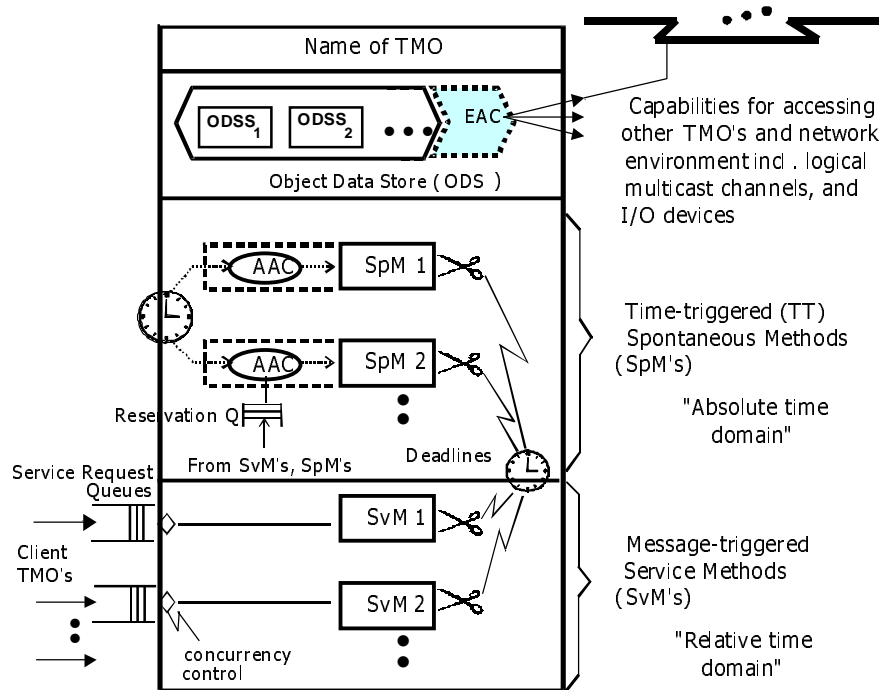 Name of TMO
ODSS1
ODSS2
EAC
Object Data Store ( ODS )
Capabilities for accessing
other TMO's and network
environment incl . logical
multicast channels, and
I/O devices
AAC
SpM 1
AAC
SpM 2
Reservation Q
From SvM's, SpM's
Deadlines
Time-triggered (TT)
Spontaneous Methods
(SpM's)
"Absolute time
domain"
Service Request
Queues
SvM 1
Client
TMO's
SvM 2
concurrency
control
Message-triggered
Service Methods
(SvM's)
"Relative time
domain"